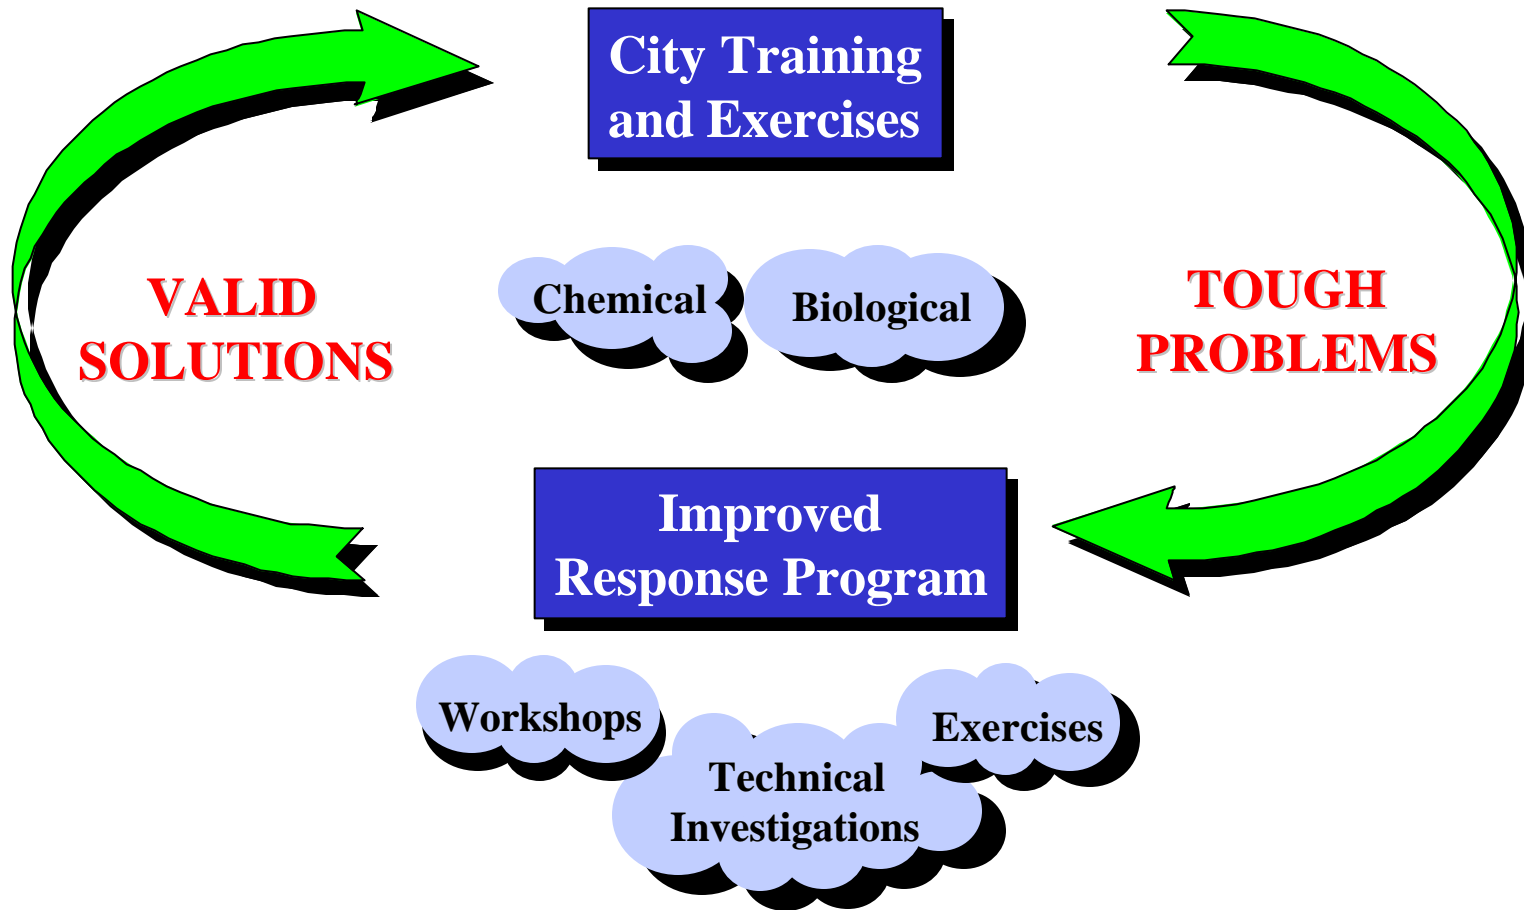 City Training
and Exercises
VALID
SOLUTIONS
Chemical
Biological
TOUGH
PROBLEMS
Improved
Response Program
Workshops
Technical
Investigations
Exercises